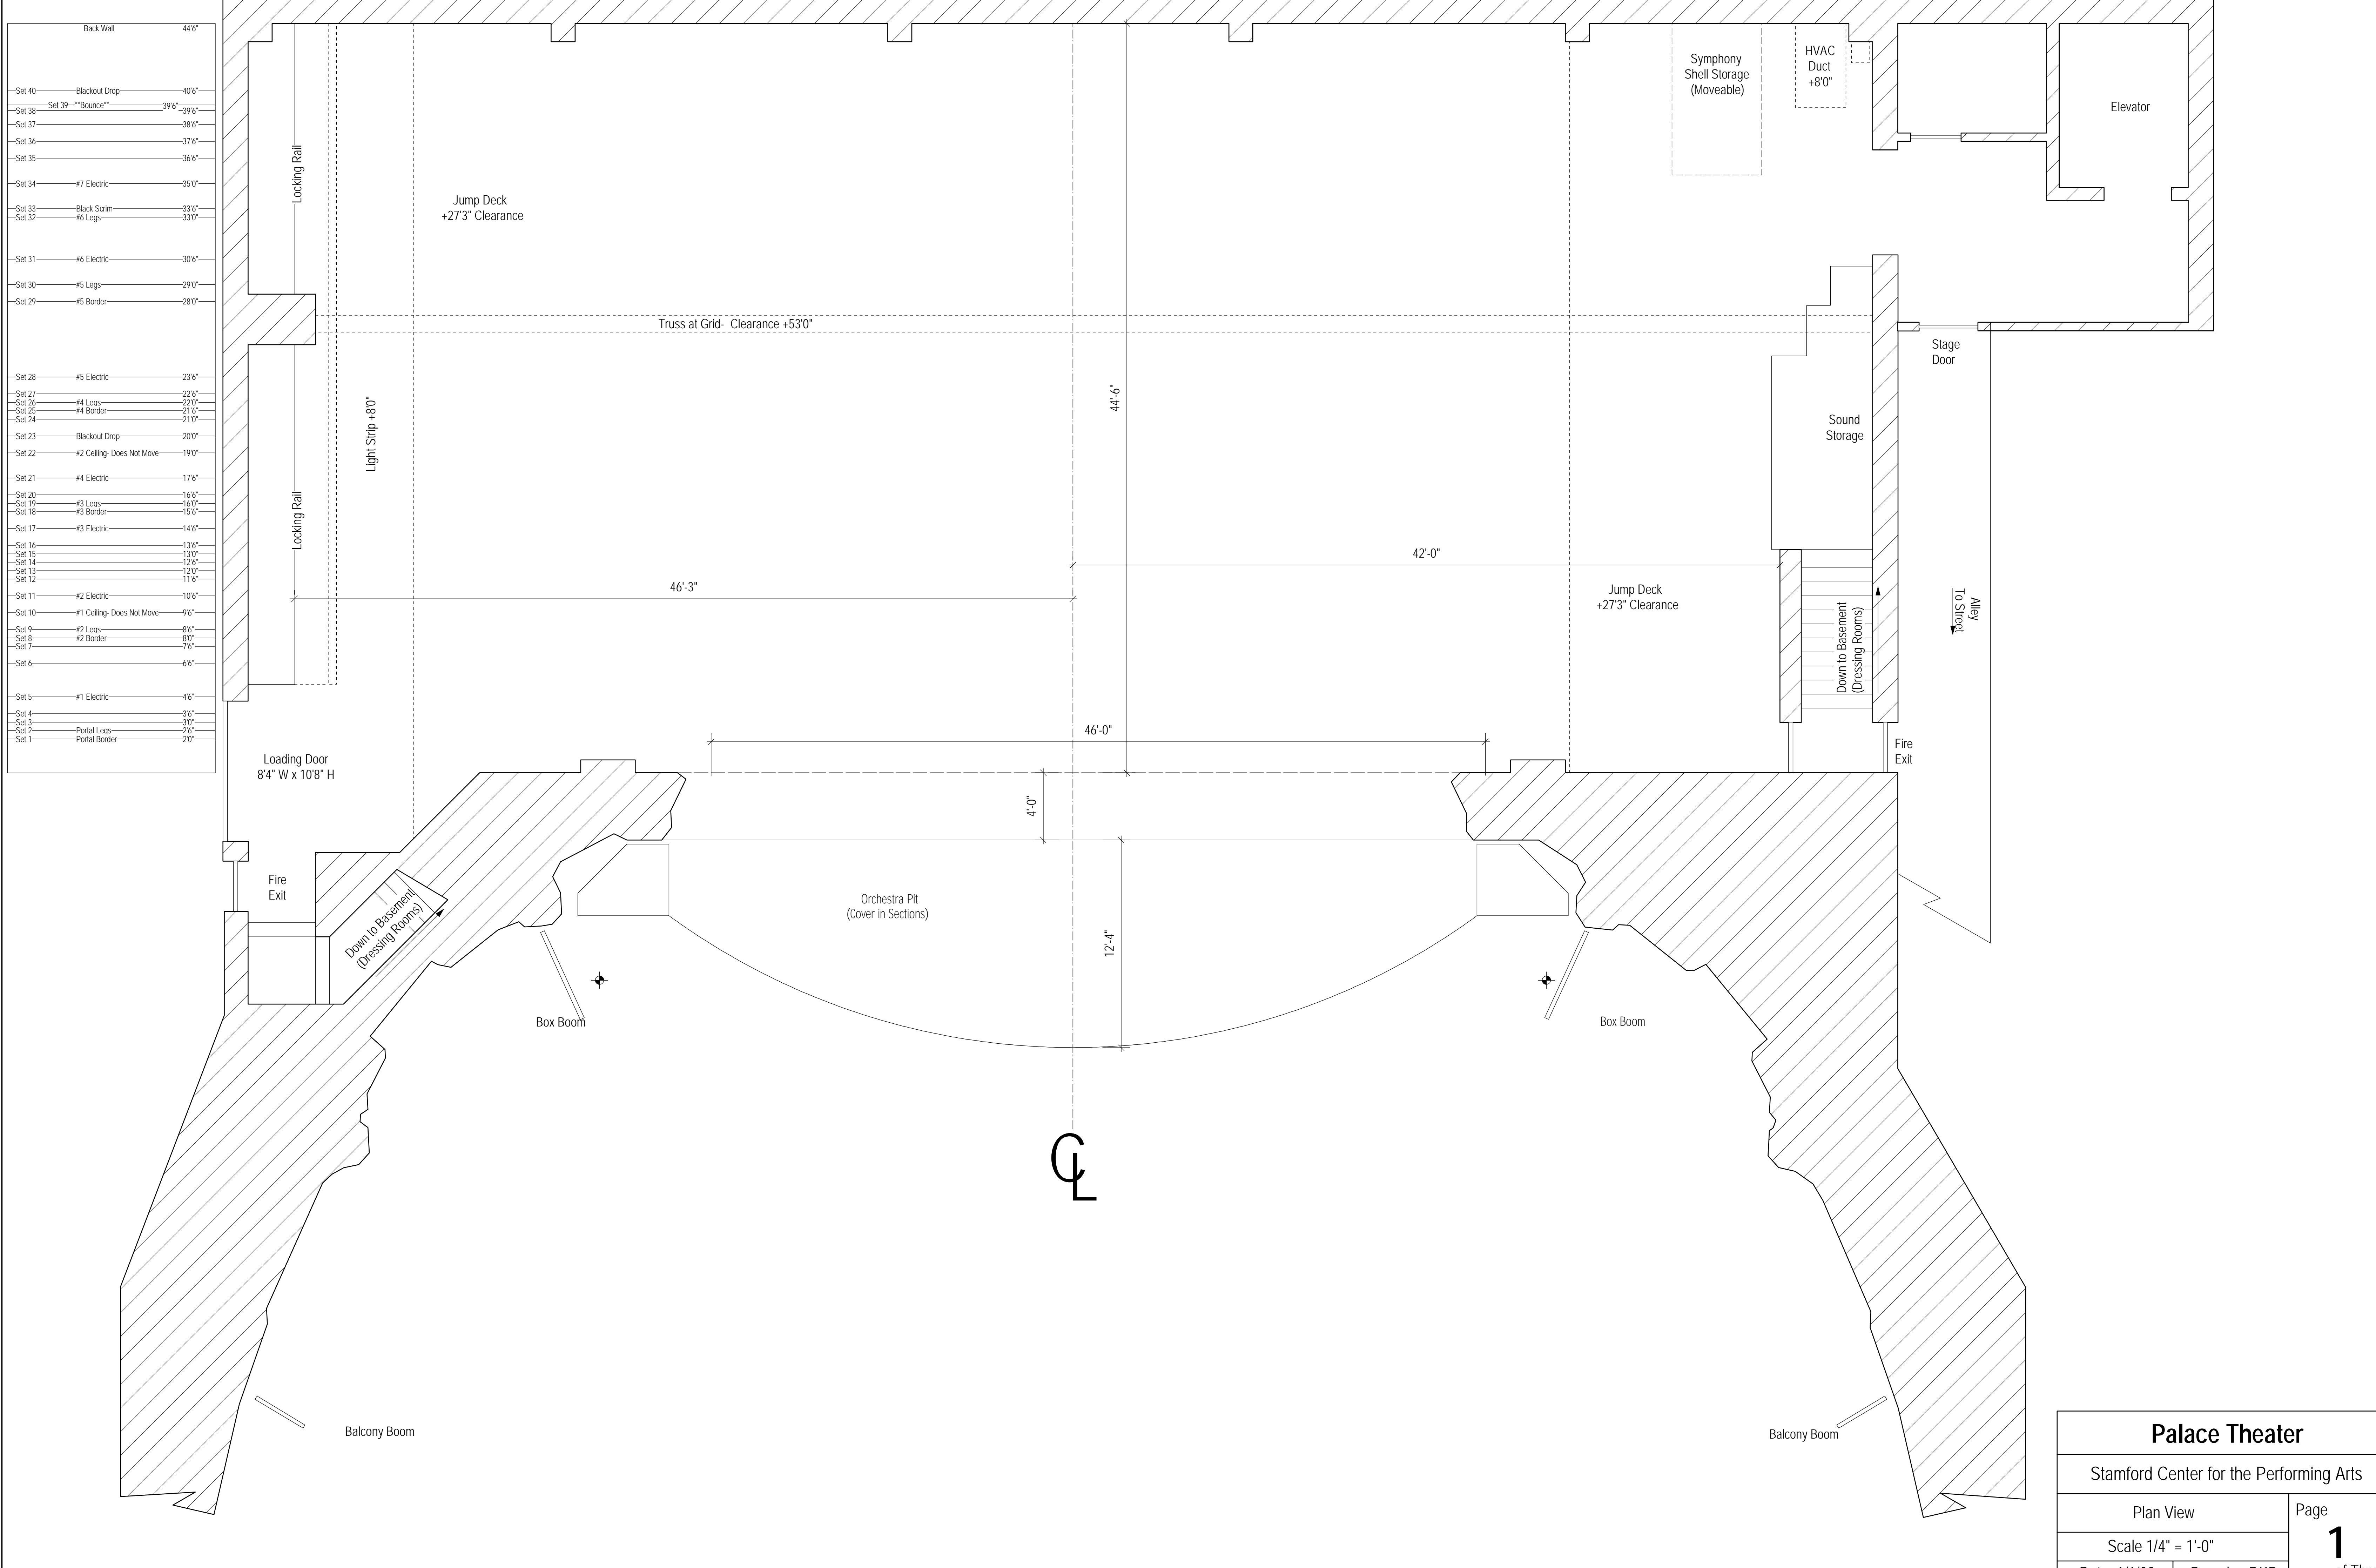 Back Wall 44'6"
Set 40 Blackout Drop 40'6"
Set 39 "*Bounce*" 39'6"
Set 38 39'6"
Set 37 38'6"
Set 36 37'6"
Set 35 36'6"
Set 34 #7 Electric 35'0"
Set 33 Black Scrim 33'6"
Set 32 #6 Legs 33'0"
Set 31 #6 Electric 30'6"
Set 30 #5 Legs 29'0"
Set 29 #5 Border 28'0"
Set 28 #5 Electric 23'6"
Set 27 22'6"
Set 26 #4 Legs 22'0"
Set 25 #4 Border 21'6"
Set 24 21'0"
Set 23 Blackout Drop 20'0"
Set 22 #2 Ceiling- Does Not Move 19'0"
Set 21 #4 Electric 17'6"
Set 20 16'6"
Set 19 #3 Legs 16'0"
Set 18 #3 Border 15'6"
Set 17 #3 Electric 14'6"
Set 16 13'6"
Set 15 13'0"
Set 14 12'6"
Set 13 12'0"
Set 12 11'6"
Set 11 #2 Electric 10'6"
Set 10 #1 Ceiling- Does Not Move 9'6"
Set 9 #2 Legs 8'6"
Set 8 #2 Border 8'0"
Set 7 7'6"
Set 6 6'6"
Set 5 #1 Electric 4'6"
Set 4 3'6"
Set 3 3'0"
Set 2 Portal Legs 2'6"
Set 1 Portal Border 2'0"
Locking Rail
Jump Deck
+27'3" Clearance
Symphony
Shell Storage
(Moveable)
HVAC
Duct
+8'0"
Elevator
Truss at Grid- Clearance +53'0"
Stage
Door
Light Strip +8'0"
44'-6"
Sound
Storage
Locking Rail
42'-0"
46'-3"
Jump Deck
+27'3" Clearance
Down to Basement
(Dressing Rooms)
Alley
To Street
46'-0"
Fire
Exit
Loading Door
8'4" W x 10'8" H
4'-0"
Fire
Exit
Down to Basement
(Dressing Rooms)
Orchestra Pit
(Cover in Sections)
12'-4"
Box Boom
Box Boom
CL
Balcony Boom
Balcony Boom
Palace Theater
Stamford Center for the Performing Arts
Plan View
Page
1
Scale 1/4" = 1'-0"